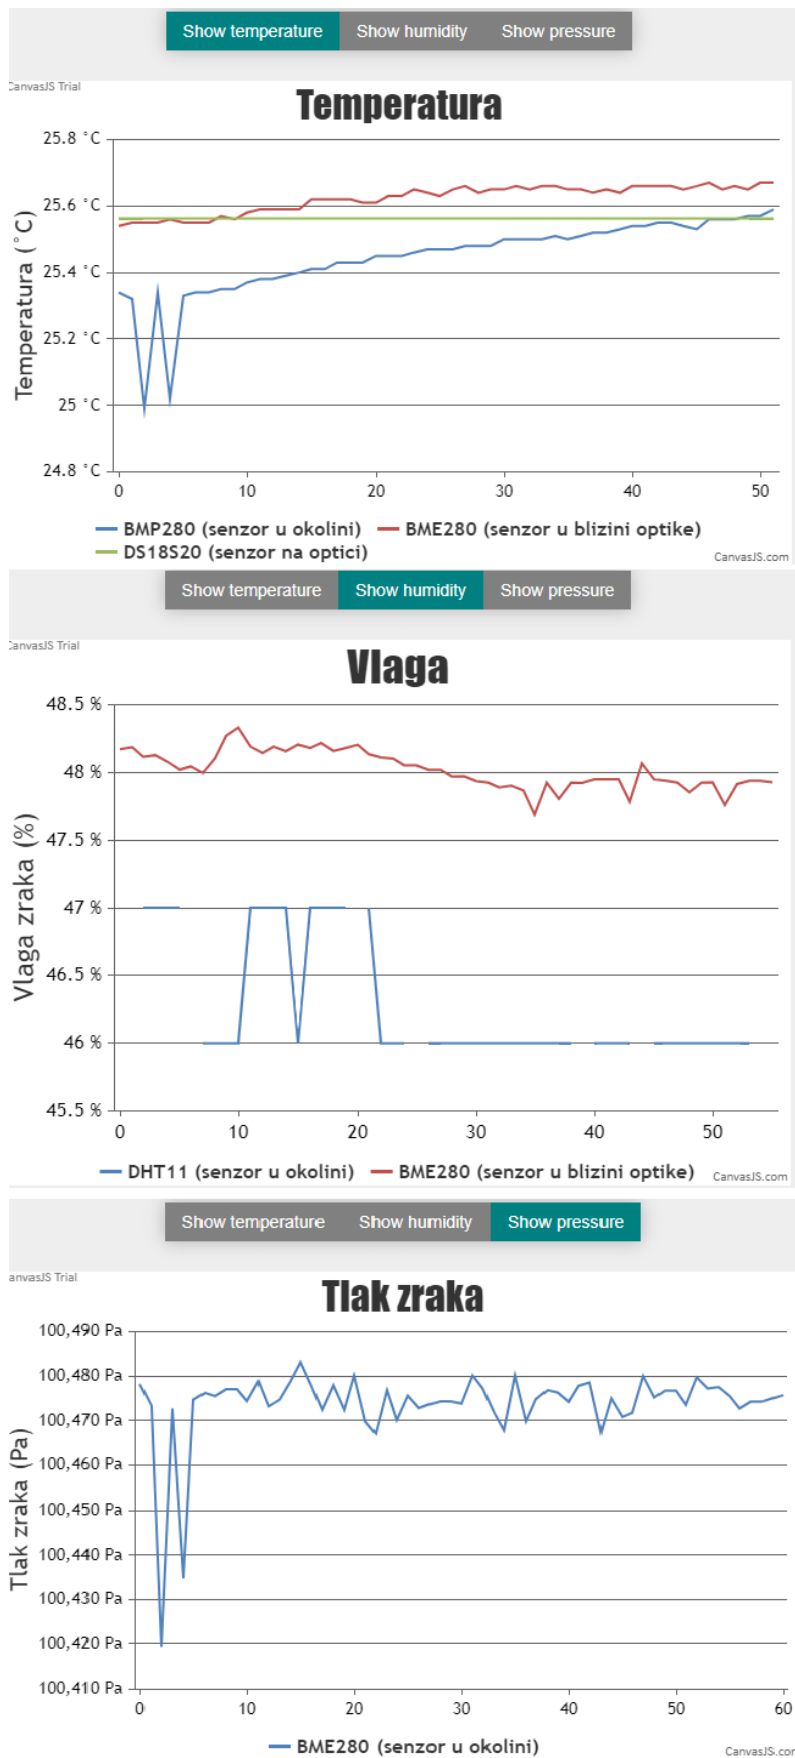 Show temperature Show humidity Show pressure
CanvasJS Trial
Temperatura
Temperatura (°C)
25.8 °C
25.6 °C
25.4 °C
25.2 °C
25 °C
24.8 °C
0 10 20 30 40 50
BMP280 (senzor u okolini) BME280 (senzor u blizini optike)
DS18S20 (senzor na optici)
CanvasJS.com
Show temperature Show humidity Show pressure
CanvasJS Trial
Vlaga
Vlaga zraka (%)
48.5 %
48 %
47.5 %
47 %
46.5 %
46 %
45.5 %
0 10 20 30 40 50
DHT11 (senzor u okolini) BME280 (senzor u blizini optike)
CanvasJS.com
Show temperature Show humidity Show pressure
anvasJS Trial
Tlak zraka
Tlak zraka (Pa)
100,490 Pa
100,480 Pa
100,470 Pa
100,460 Pa
100,450 Pa
100,440 Pa
100,430 Pa
100,420 Pa
100,410 Pa
0 10 20 30 40 50 60
BME280 (senzor u okolini)
CanvasJS.cor